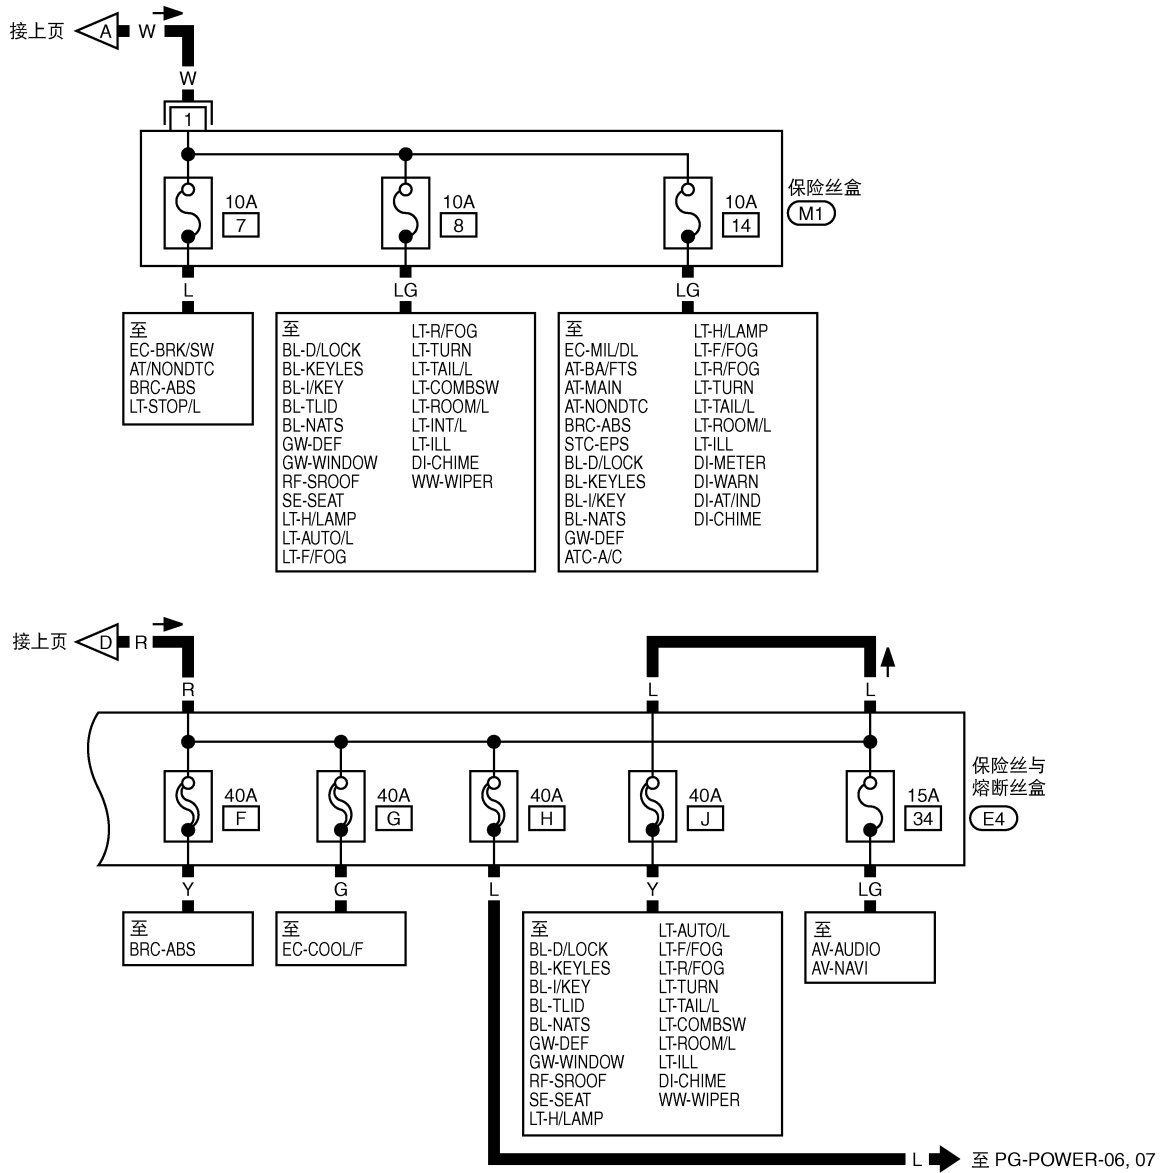 接上页 A W
W
1
10A
7
10A
8
10A
14
保险丝盒
M1
L
LG
LG
至
EC-BRK/SW
AT/NONDTC
BRC-ABS
LT-STOP/L
至
BL-D/LOCK
BL-KEYLES
BL-I/KEY
BL-TLID
BL-NATS
GW-DEF
GW-WINDOW
RF-SROOF
SE-SEAT
LT-H/LAMP
LT-AUTO/L
LT-F/FOG
LT-R/FOG
LT-TURN
LT-TAIL/L
LT-COMBSW
LT-ROOM/L
LT-INT/L
LT-ILL
DI-CHIME
WW-WIPER
至
EC-MIL/DL
AT-BA/FTS
AT-MAIN
AT-NONDTC
BRC-ABS
STC-EPS
BL-D/LOCK
BL-KEYLES
BL-I/KEY
BL-NATS
GW-DEF
ATC-A/C
LT-H/LAMP
LT-F/FOG
LT-R/FOG
LT-TURN
LT-TAIL/L
LT-ROOM/L
LT-ILL
DI-METER
DI-WARN
DI-AT/IND
DI-CHIME
接上页 D R
R
L
L
40A
F
40A
G
40A
H
40A
J
15A
34
保险丝与
熔断丝盒
E4
Y
G
L
Y
LG
至
BRC-ABS
至
EC-COOL/F
至
BL-D/LOCK
BL-KEYLES
BL-I/KEY
BL-TLID
BL-NATS
GW-DEF
GW-WINDOW
RF-SROOF
SE-SEAT
LT-H/LAMP
LT-AUTO/L
LT-F/FOG
LT-R/FOG
LT-TURN
LT-TAIL/L
LT-COMBSW
LT-ROOM/L
LT-ILL
DI-CHIME
WW-WIPER
至
AV-AUDIO
AV-NAVI
L 至 PG-POWER-06, 07